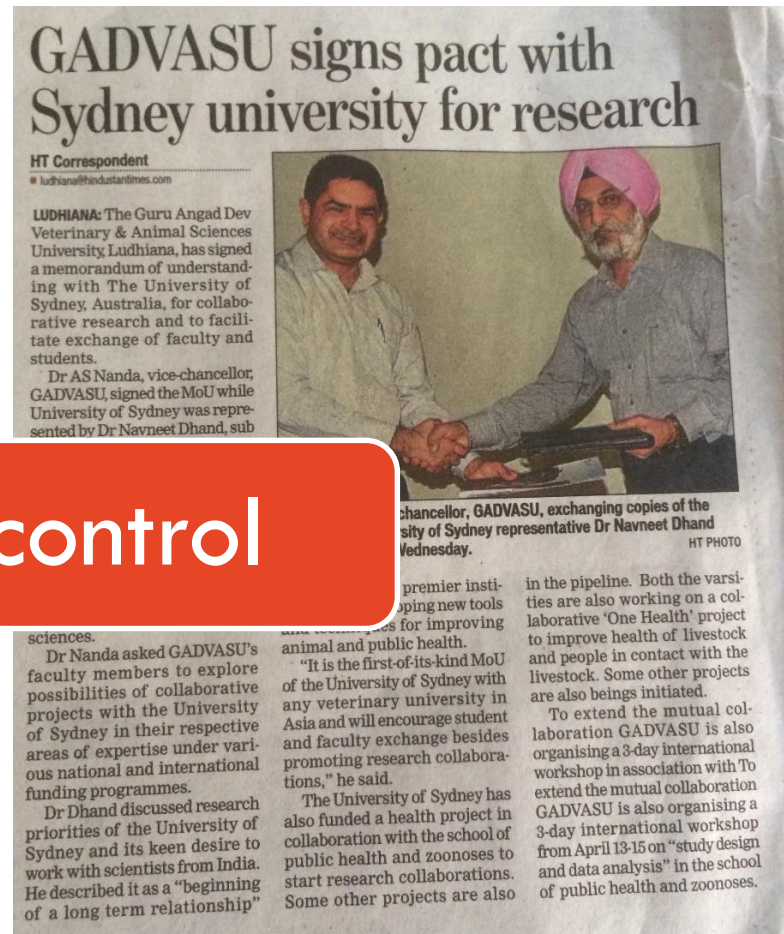 GADVASU signs pact with
Sydney university for research
HT Correspondent
ludhiana@hindustantimes.com
LUDHIANA: The Guru Angad Dev
Veterinary & Animal Sciences
University, Ludhiana, has signed
a memorandum of understand-
ing with The University of
Sydney, Australia, for collabo-
rative research and to facili-
tate exchange of faculty and
students.
Dr AS Nanda, vice-chancellor,
GADVASU, signed the MoU while
University of Sydney was repre-
sented by Dr Navneet Dhand, sub
control
sciences.
Dr Nanda asked GADVASU's
faculty members to explore
possibilities of collaborative
projects with the University
of Sydney in their respective
areas of expertise under vari-
ous national and international
funding programmes.
Dr Dhand discussed research
priorities of the University of
Sydney and its keen desire to
work with scientists from India.
He described it as a "beginning
of a long term relationship"
chancellor, GADVASU, exchanging copies of the
rsity of Sydney representative Dr Navneet Dhand
Wednesday.
HT PHOTO
premier insti-
oping new tools
and techniques for improving
animal and public health.
"It is the first-of-its-kind MoU
of the University of Sydney with
any veterinary university in
Asia and will encourage student
and faculty exchange besides
promoting research collabora-
tions," he said.
The University of Sydney has
also funded a health project in
collaboration with the school of
public health and zoonoses to
start research collaborations.
Some other projects are also
in the pipeline. Both the varsi-
ties are also working on a col-
laborative 'One Health' project
to improve health of livestock
and people in contact with the
livestock. Some other projects
are also beings initiated.
To extend the mutual col-
laboration GADVASU is also
organising a 3-day international
workshop in association with To
extend the mutual collaboration
GADVASU is also organising a
3-day international workshop
from April 13-15 on "study design
and data analysis" in the school
of public health and zoonoses.